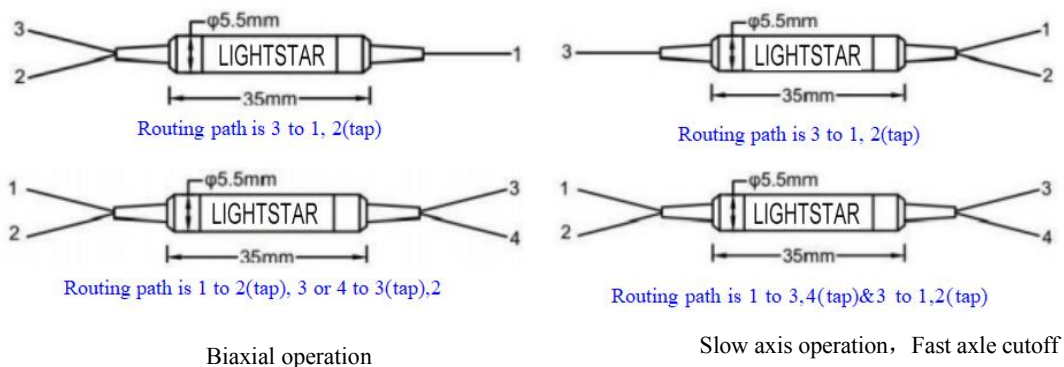 3 φ5.5mm LIGHTSTAR 1
2
35mm
Routing path is 3 to 1, 2(tap)
φ5.5mm 1
3 LIGHTSTAR
2
35mm
Routing path is 3 to 1, 2(tap)
1 φ5.5mm 3
LIGHTSTAR
2 4
35mm
Routing path is 1 to 2(tap), 3 or 4 to 3(tap),2
1 φ5.5mm 3
LIGHTSTAR
2 4
35mm
Routing path is 1 to 3,4(tap)&3 to 1,2(tap)
Biaxial operation
Slow axis operation，Fast axle cutoff